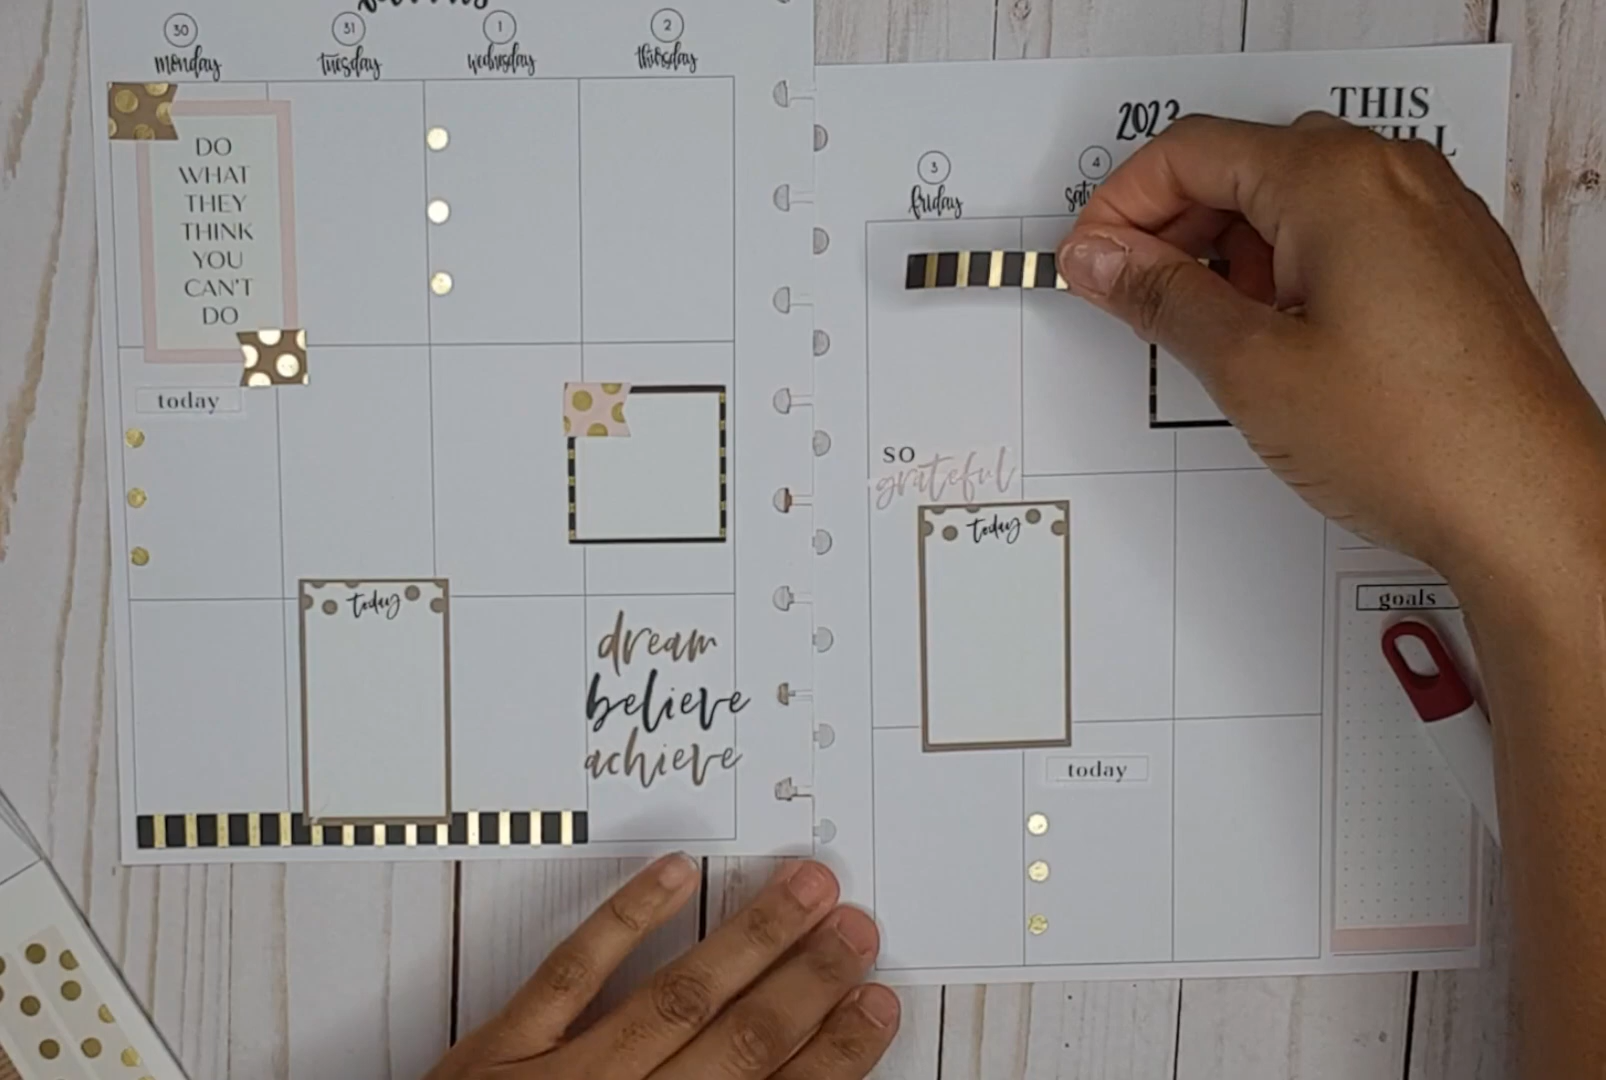 30
31
1
2
monday
tuesday
wednesday
thursday
DO
WHAT
THEY
THINK
YOU
CAN'T
DO
today
today
dream
believe
achieve
2023
THIS
3
4
friday
SO
grateful
today
today
goals